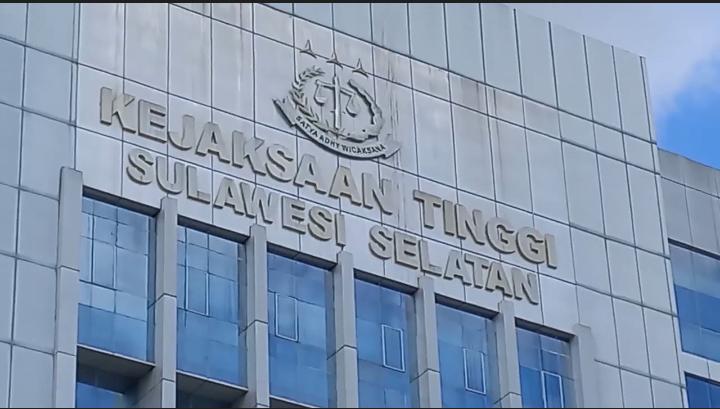 SATYA ADHY WICAKSANA
KEJAKSAAN TINGGI
SULAWESI SELATAN